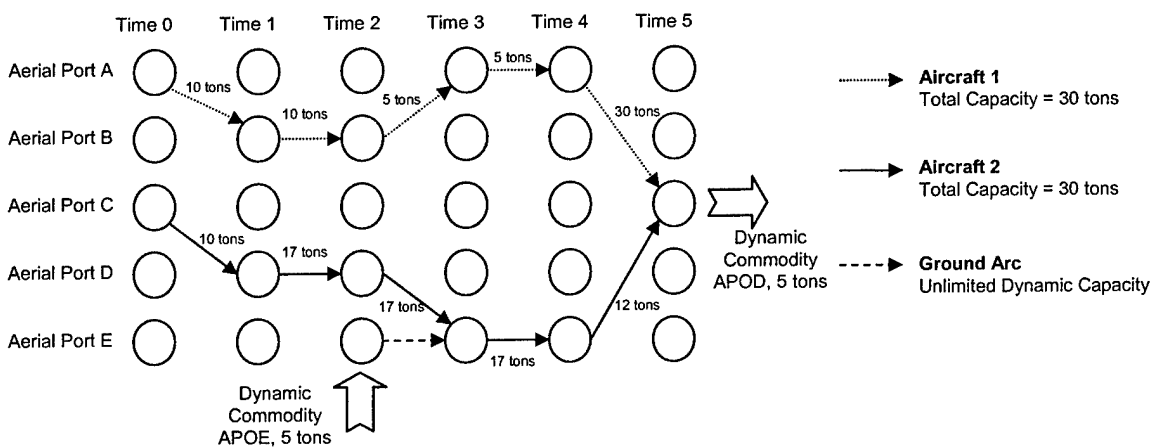 Time 0 Time 1 Time 2 Time 3 Time 4 Time 5
Aerial Port A
10 tons
5 tons
5 tons
Aerial Port B
10 tons
30 tons
Aerial Port C
10 tons
17 tons
Aerial Port D
17 tons
12 tons
Aerial Port E
17 tons
Dynamic
Commodity
APOE, 5 tons
Dynamic
Commodity
APOD, 5 tons
Aircraft 1
Total Capacity = 30 tons
Aircraft 2
Total Capacity = 30 tons
Ground Arc
Unlimited Dynamic Capacity